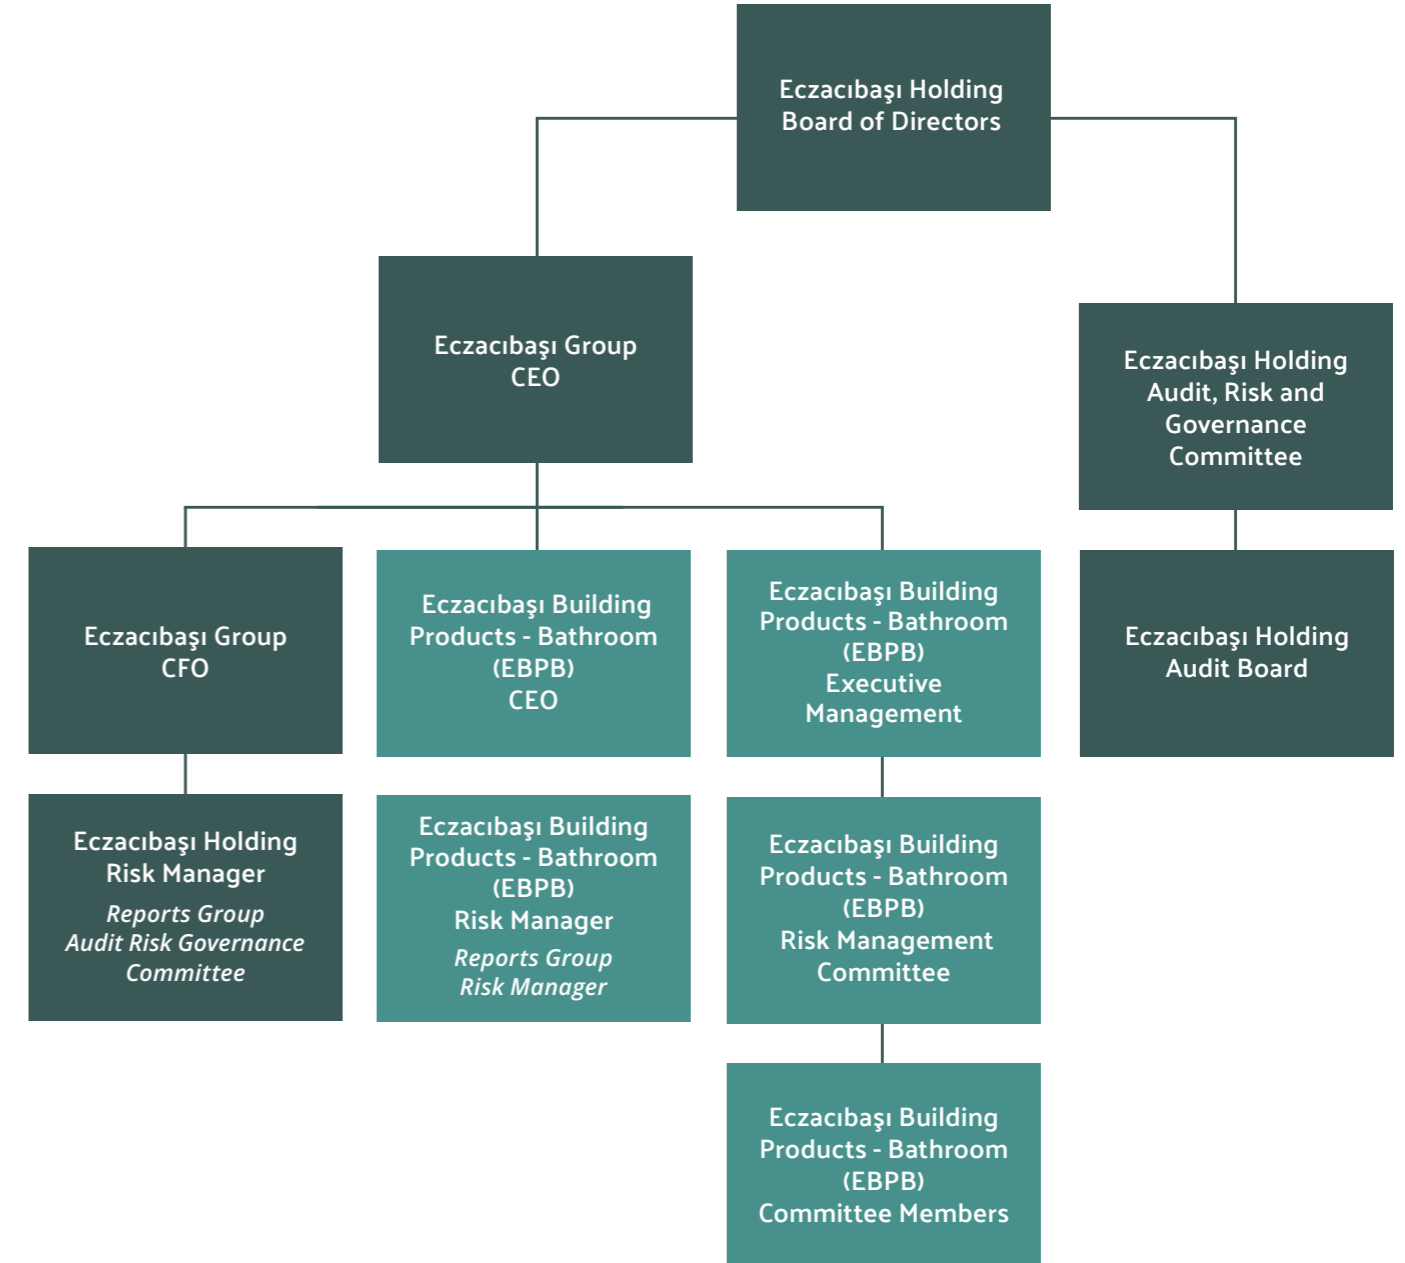 Eczacıbaşı Holding
Board of Directors
Eczacıbaşı Group
CEO
Eczacıbaşı Holding
Audit, Risk and
Governance
Committee
Eczacıbaşı Group
CFO
Eczacıbaşı Building
Products - Bathroom
(EBPB)
CEO
Eczacıbaşı Building
Products - Bathroom
(EBPB)
Executive
Management
Eczacıbaşı Holding
Audit Board
Eczacıbaşı Holding
Risk Manager
Reports Group
Audit Risk Governance
Committee
Eczacıbaşı Building
Products - Bathroom
(EBPB)
Risk Manager
Reports Group
Risk Manager
Eczacıbaşı Building
Products - Bathroom
(EBPB)
Risk Management
Committee
Eczacıbaşı Building
Products - Bathroom
(EBPB)
Committee Members